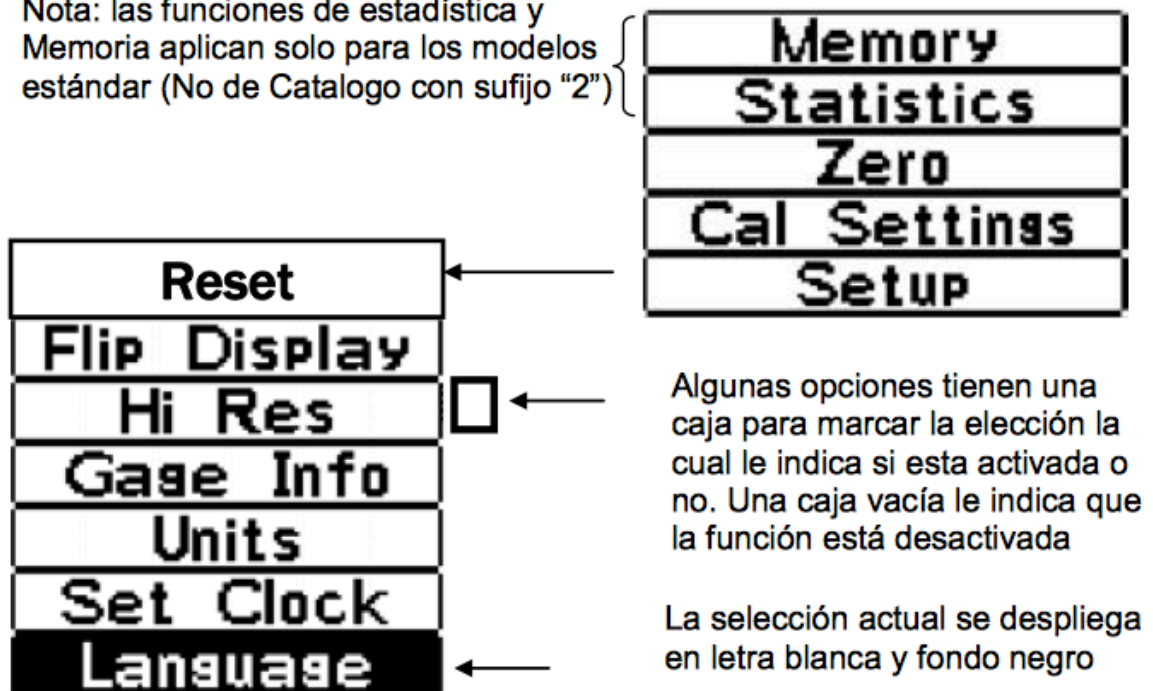 Nota: las funciones de estadística y
Memoria aplican solo para los modelos
estándar (No de Catalogo con sufijo “2”)
Memory
Statistics
Zero
Cal Settings
Setup
Reset
Flip Display
Hi Res
Gage Info
Units
Set Clock
Language
Algunas opciones tienen una
caja para marcar la elección la
cual le indica si esta activada o
no. Una caja vacía le indica que
la función está desactivada
La selección actual se despliega
en letra blanca y fondo negro